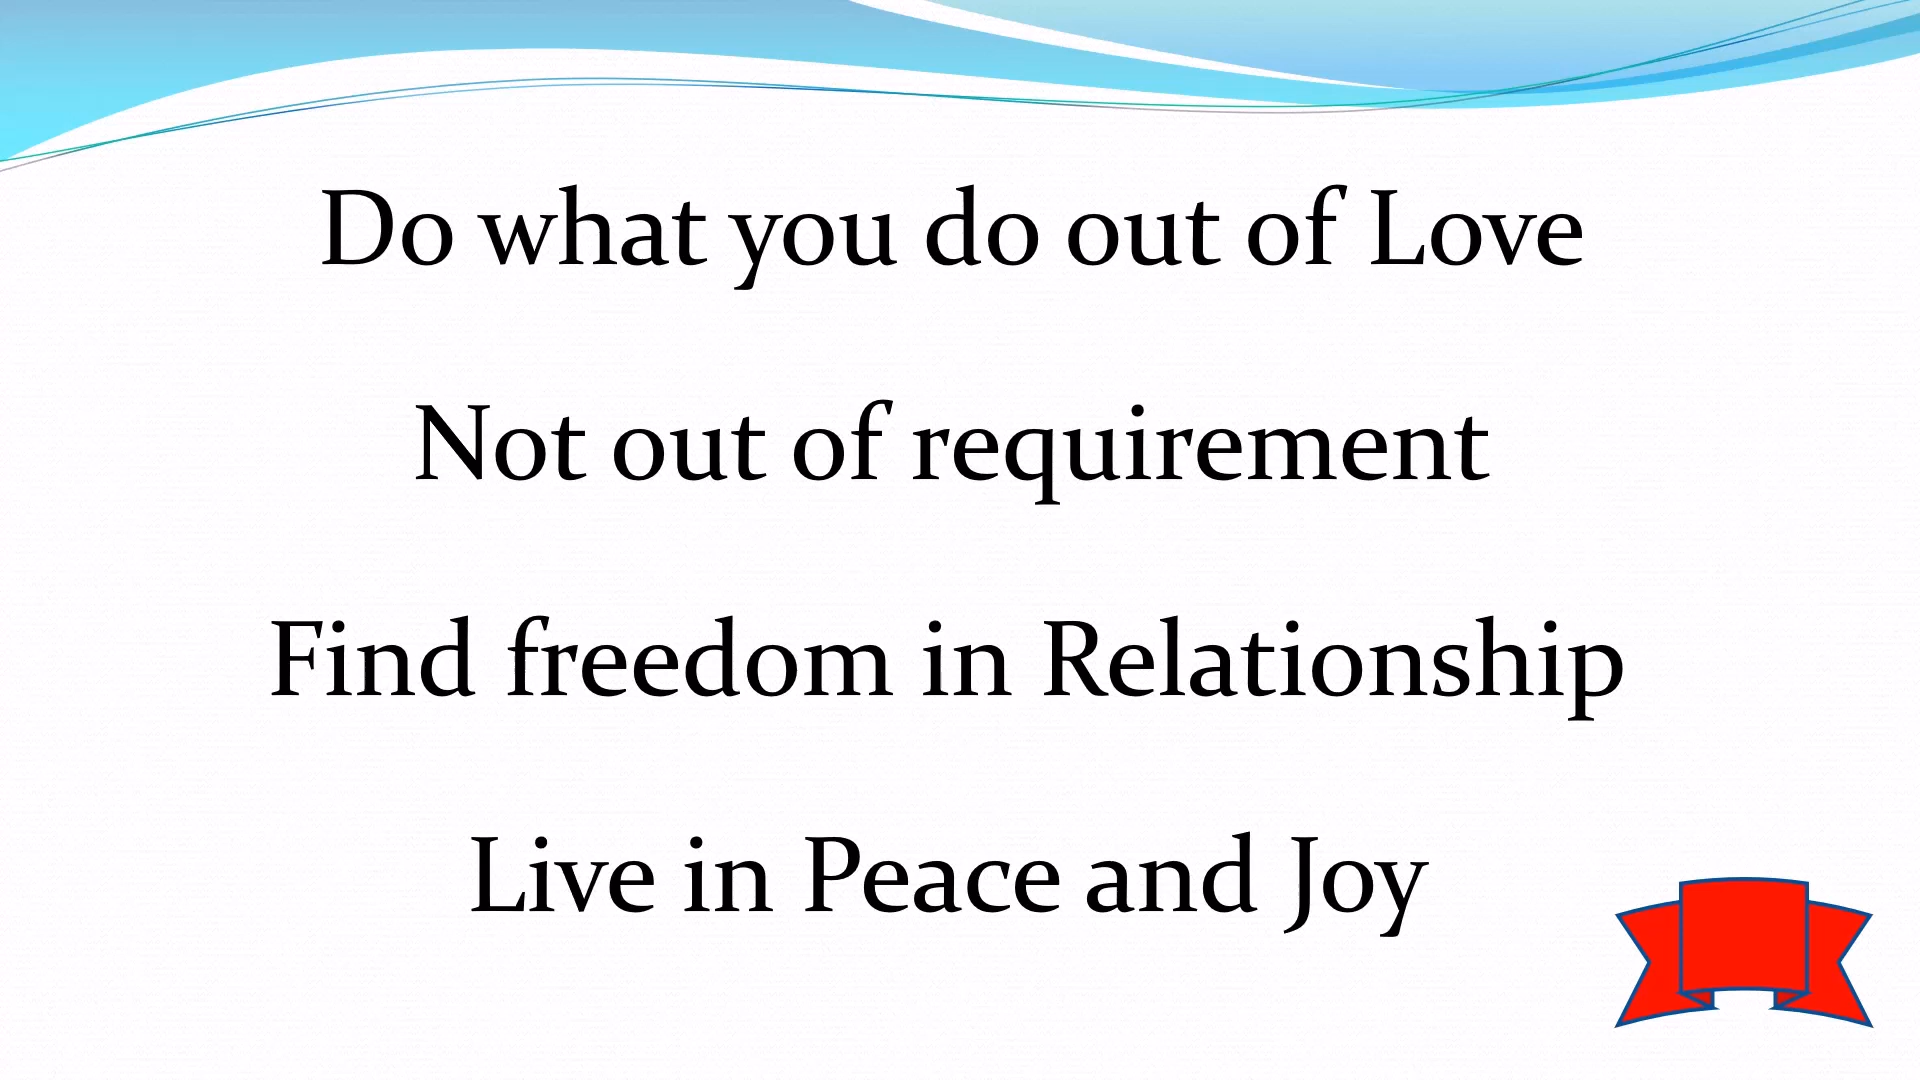 Do what you do out of Love
Not out of requirement
Find freedom in Relationship
Live in Peace and Joy